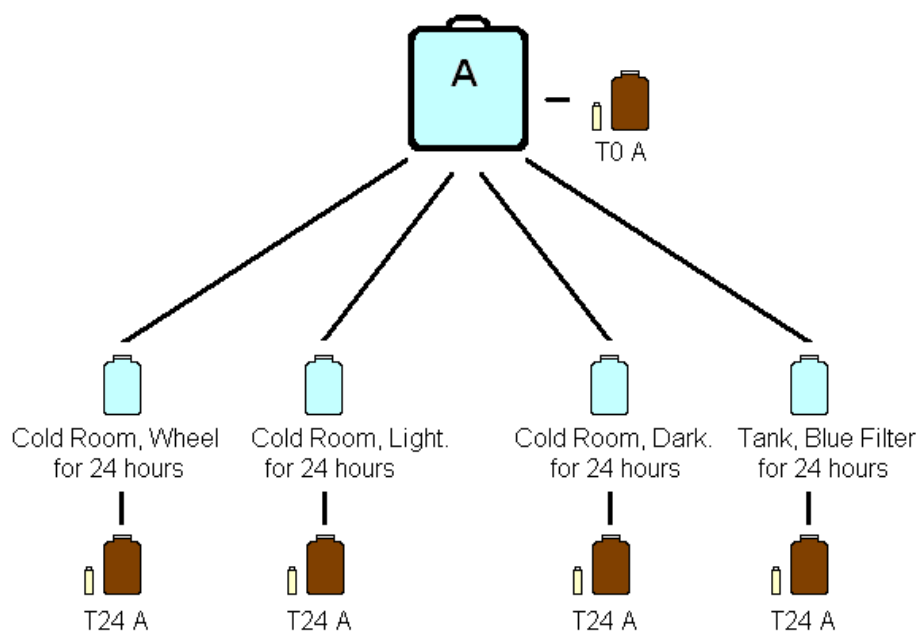 A
T0 A
Cold Room, Wheel
for 24 hours
Cold Room, Light.
for 24 hours
Cold Room, Dark.
for 24 hours
Tank, Blue Filter
for 24 hours
T24 A
T24 A
T24 A
T24 A